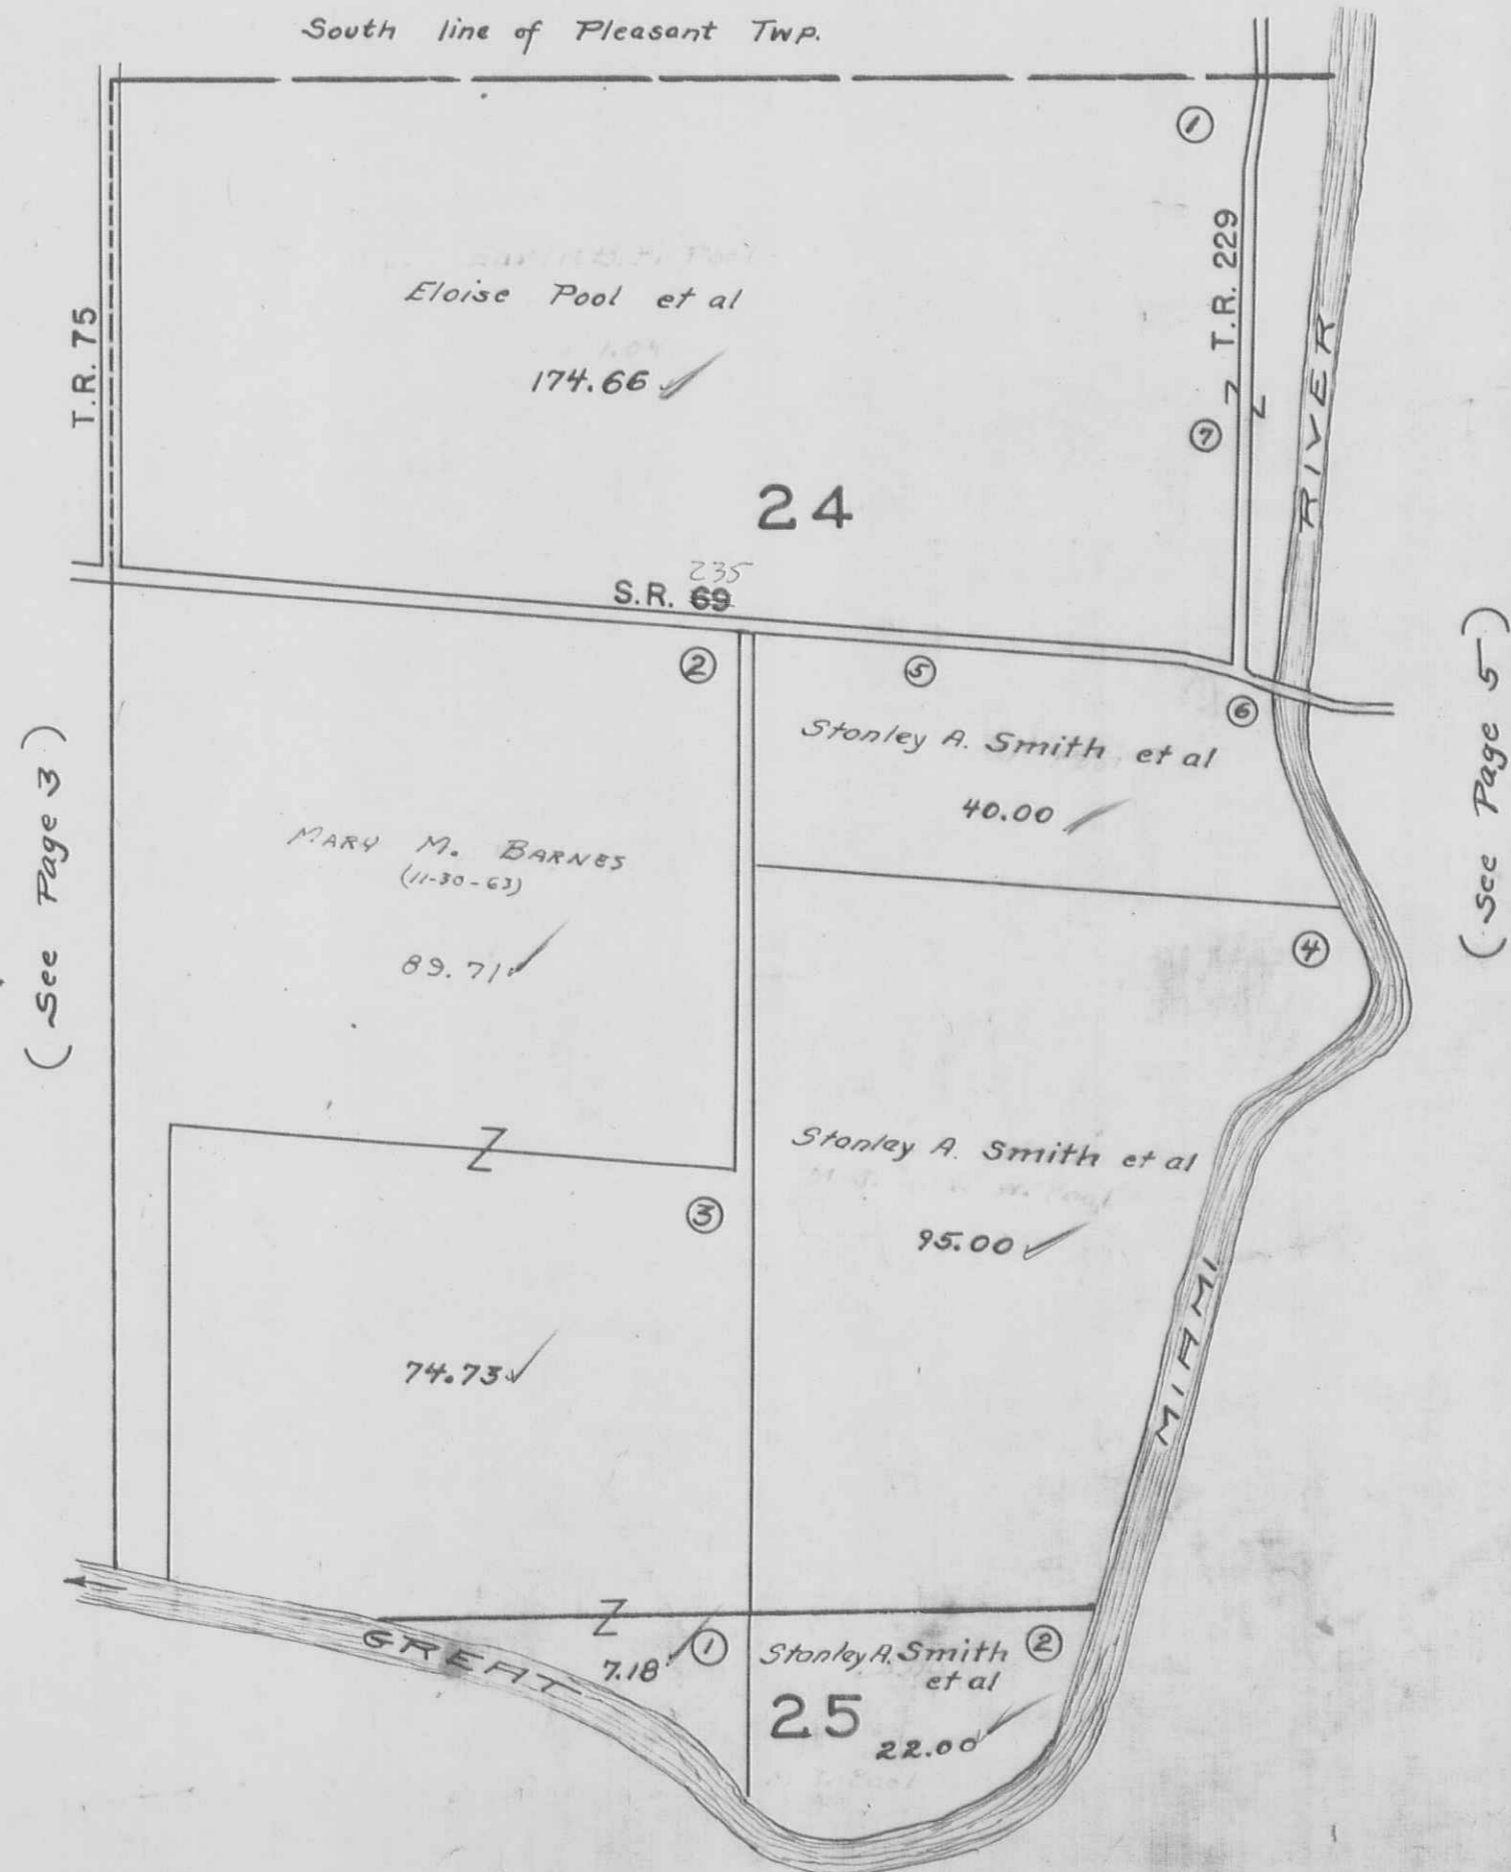 South line of Pleasant Twp.
①
T.R. 75
T.R. 229
Eloise Pool et al
174.66
⑦
RIVER
24
235
S.R. 69
②
⑤
⑥
(See Page 3)
(See Page 5)
Stanley A. Smith et al
40.00
MARY M. BARNES
(11-30-63)
89.71
④
③
Stanley A. Smith et al
95.00
MIAMI
74.73
GREAT
7.18
①
Stanley A. Smith
et al
②
25
22.00